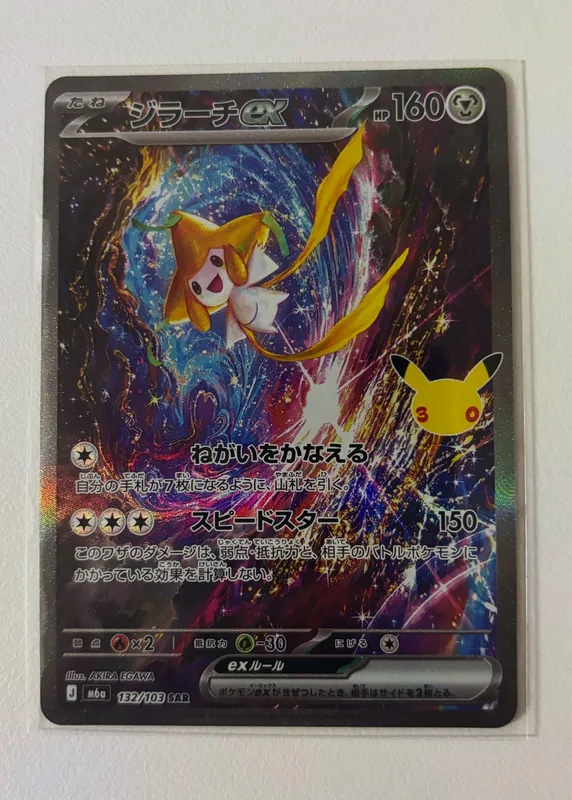 たね ジラーチex HP160
30
ねがいをかなえる
自分の手札が7枚になるように、山札を引く。
スピードスター 150
このワザのダメージは、弱点・抵抗力と、相手のバトルポケモンに
かかっている効果を計算しない。
弱点 ×2 抵抗力 -30 にげる
exルール
ポケモンexがきぜつしたとき、相手はサイドを2枚とる。
Illus. AKIRA EGAWA
J M6a 132/103 SAR